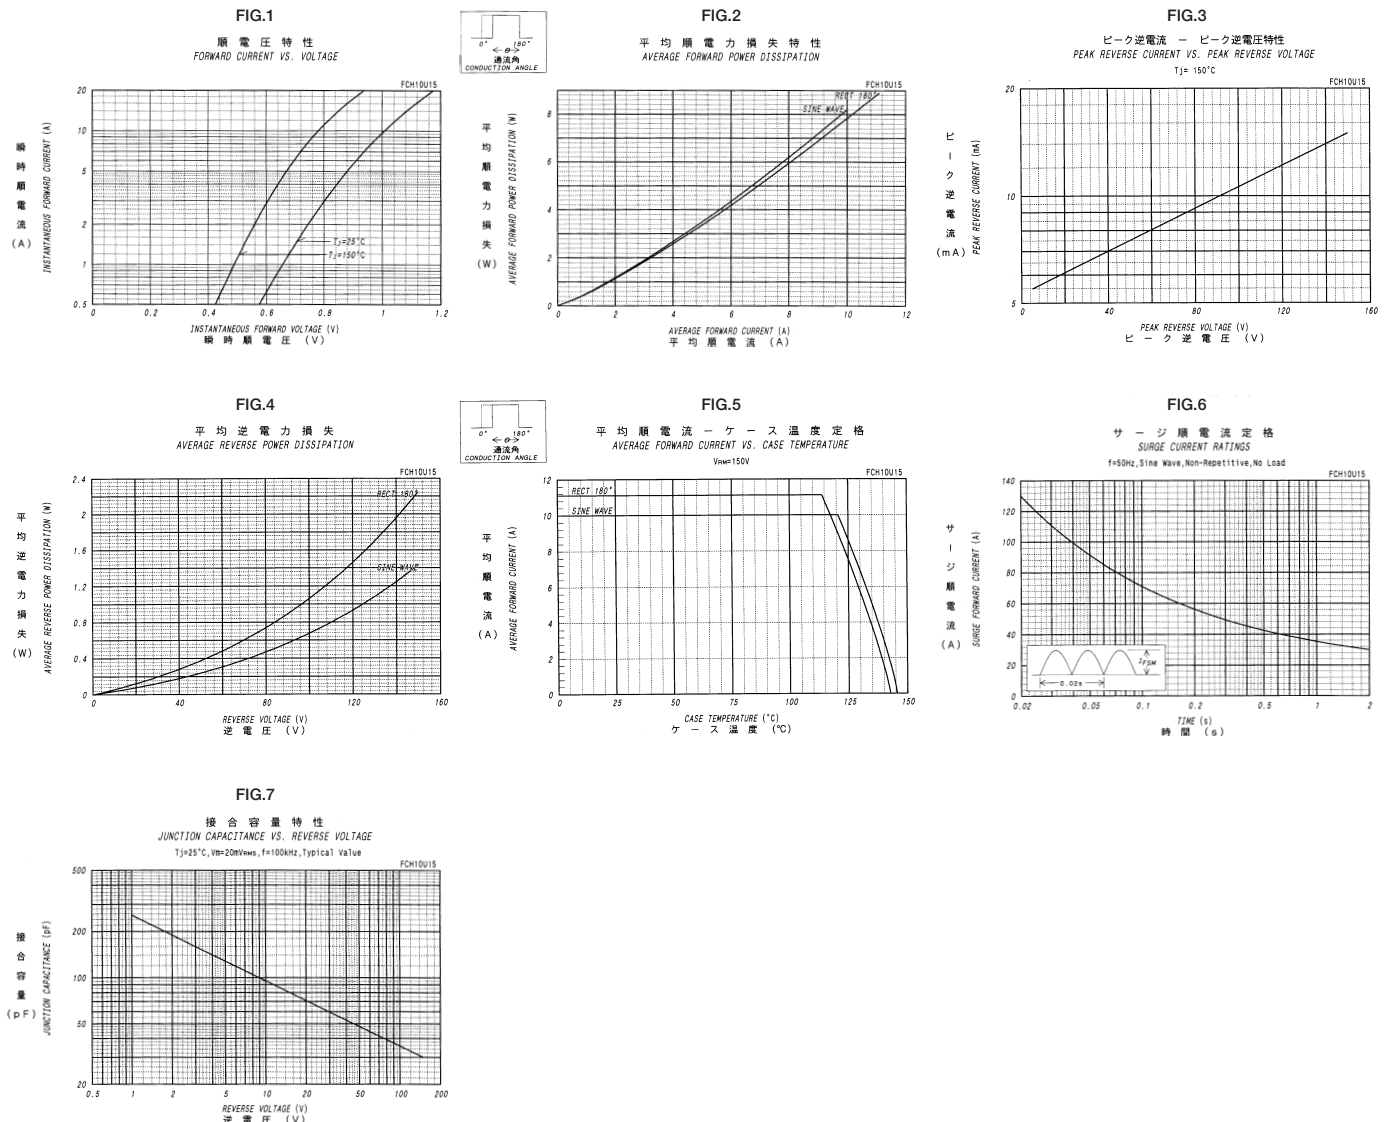 FIG.1
順電圧特性
FORWARD CURRENT VS. VOLTAGE
FCH10U15
瞬時順電流 (A)
INSTANTANEOUS FORWARD CURRENT (A)
20
10
5
2
1
0.5
Tj=25°C
Tj=150°C
0 0.2 0.4 0.6 0.8 1 1.2
INSTANTANEOUS FORWARD VOLTAGE (V)
瞬時順電圧 (V)
0° 180°
θ
通流角
CONDUCTION ANGLE
FIG.2
平均順電力損失特性
AVERAGE FORWARD POWER DISSIPATION
FCH10U15
平均順電力損失 (W)
AVERAGE FORWARD POWER DISSIPATION (W)
RECT 180°
SINE WAVE
8
6
4
2
0
0 2 4 6 8 10 12
AVERAGE FORWARD CURRENT (A)
平均順電流 (A)
FIG.3
ピーク逆電流 － ピーク逆電圧特性
PEAK REVERSE CURRENT VS. PEAK REVERSE VOLTAGE
Tj= 150°C
FCH10U15
ピーク逆電流 (mA)
PEAK REVERSE CURRENT (mA)
20
10
5
0 40 80 120 160
PEAK REVERSE VOLTAGE (V)
ピーク逆電圧 (V)
FIG.4
平均逆電力損失
AVERAGE REVERSE POWER DISSIPATION
FCH10U15
平均逆電力損失 (W)
AVERAGE REVERSE POWER DISSIPATION (W)
2.4
2
1.6
1.2
0.8
0.4
0
RECT 180°
SINE WAVE
0 40 80 120 160
REVERSE VOLTAGE (V)
逆電圧 (V)
0° 180°
θ
通流角
CONDUCTION ANGLE
FIG.5
平均順電流－ケース温度定格
AVERAGE FORWARD CURRENT VS. CASE TEMPERATURE
VRM=150V
FCH10U15
平均順電流 (A)
AVERAGE FORWARD CURRENT (A)
12
10
8
6
4
2
0
RECT 180°
SINE WAVE
0 25 50 75 100 125 150
CASE TEMPERATURE (°C)
ケース温度 (℃)
FIG.6
サージ順電流定格
SURGE CURRENT RATINGS
f=50Hz,Sine Wave,Non-Repetitive,No Load
FCH10U15
サージ順電流 (A)
SURGE FORWARD CURRENT (A)
140
120
100
80
60
40
20
0
IFSM
0.02s
0.02 0.05 0.1 0.2 0.5 1 2
TIME (s)
時間 (s)
FIG.7
接合容量特性
JUNCTION CAPACITANCE VS. REVERSE VOLTAGE
Tj=25°C,Vm=20mVRMS,f=100kHz,Typical Value
FCH10U15
接合容量 (pF)
JUNCTION CAPACITANCE (pF)
500
200
100
50
20
0.5 1 2 5 10 20 50 100 200
REVERSE VOLTAGE (V)
逆電圧 (V)